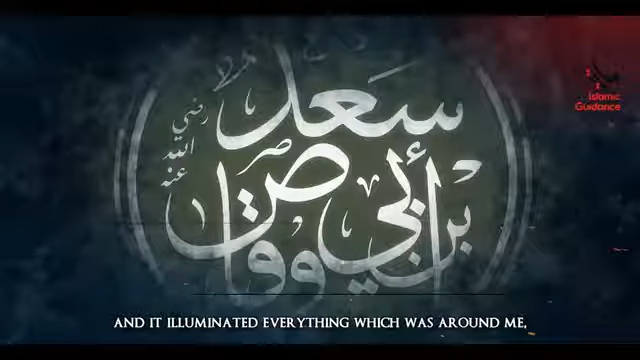 سعد
بن أبي وقاص
رضي
الله
عنه
Islamic
Guidance
AND IT ILLUMINATED EVERYTHING WHICH WAS AROUND ME,